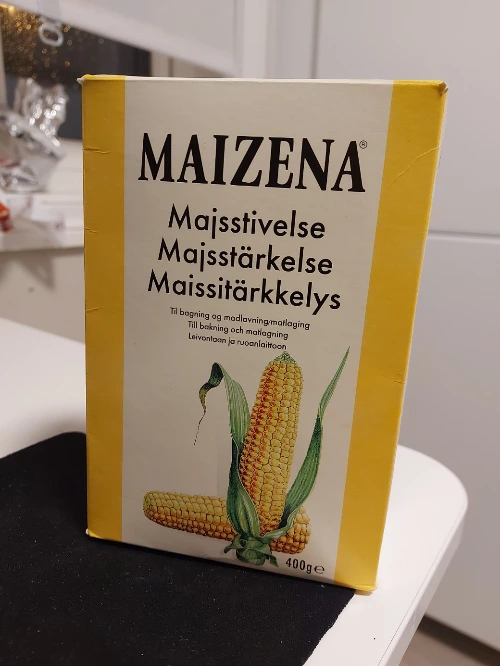 MAIZENA®
Majsstivelse
Majsstärkelse
Maissitärkkelys
Til bagning og madlavning/matlaging
Till bakning och matlagning
Leivontaan ja ruoanlaittoon
400g℮